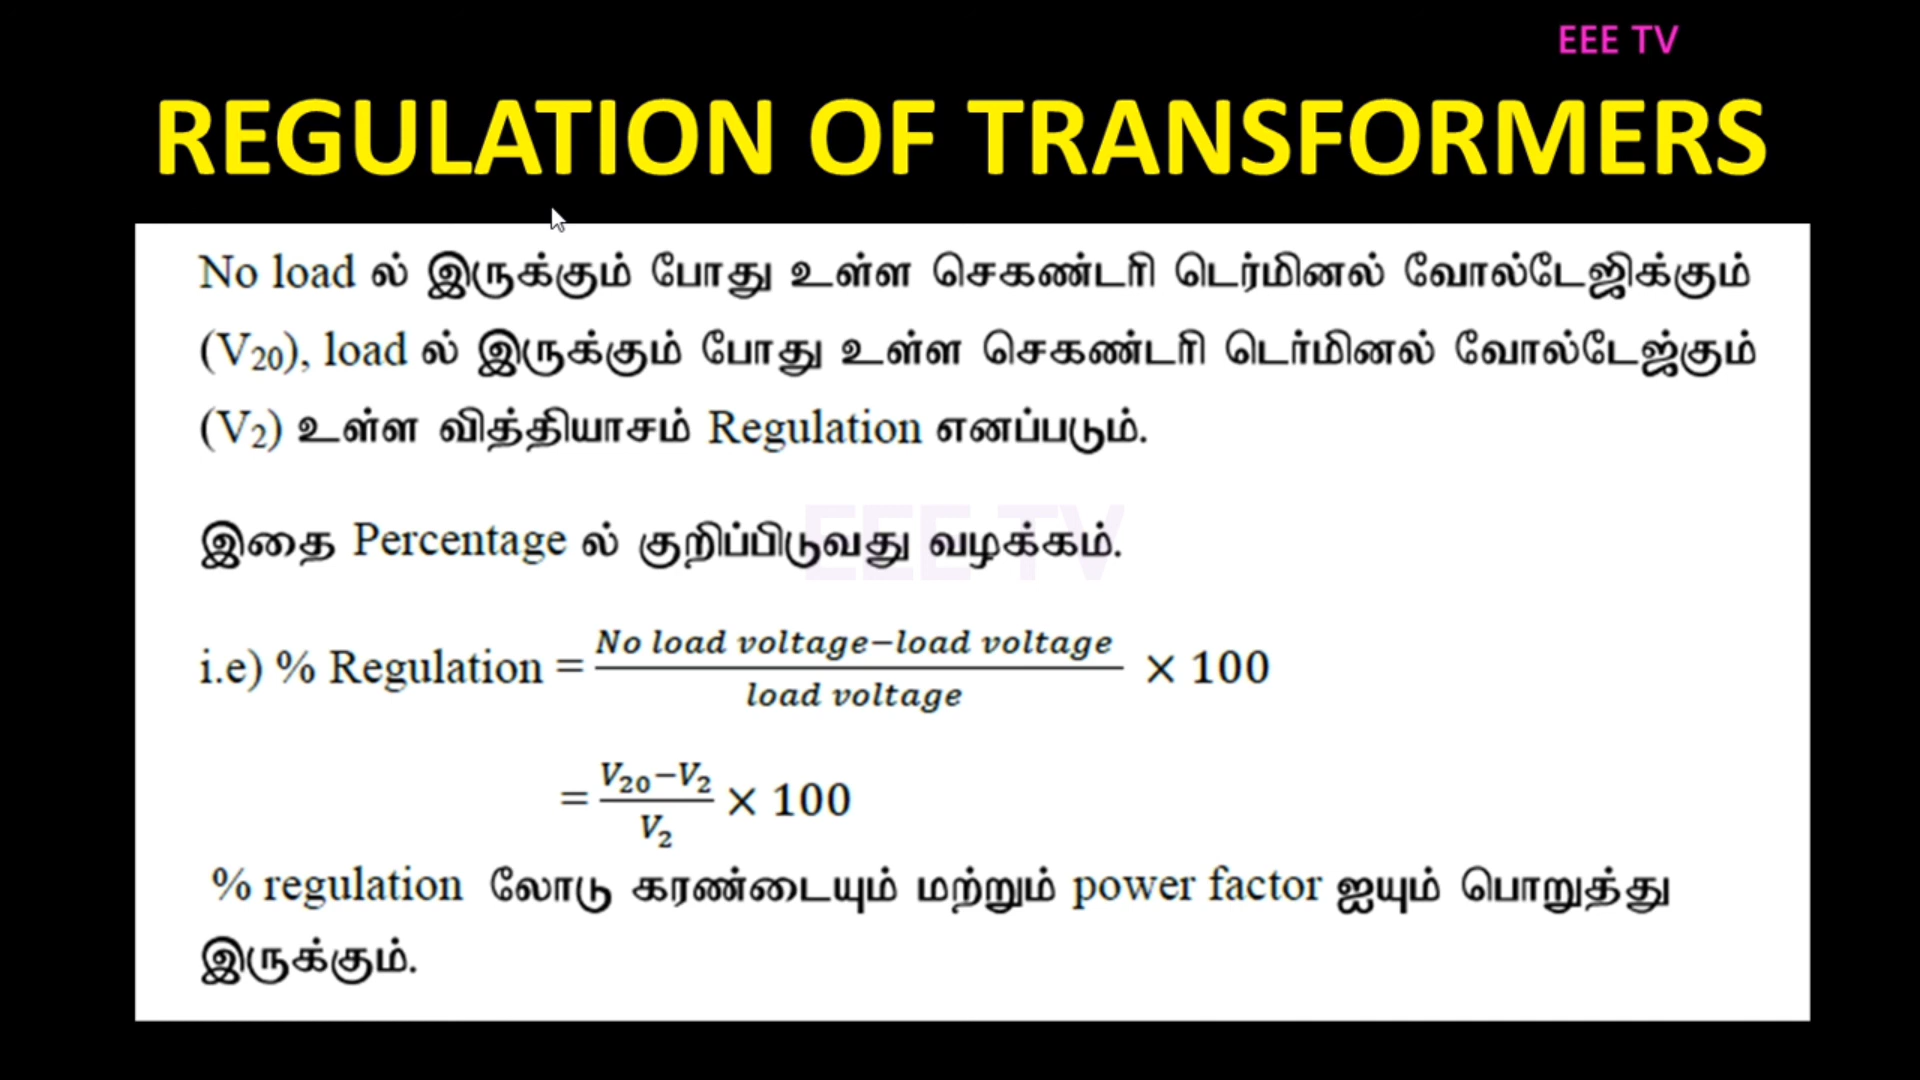 EEE TV
REGULATION OF TRANSFORMERS
No load ல் இருக்கும் போது உள்ள செகண்டரி டெர்மினல் வோல்டேஜிக்கும்
(V₂₀), load ல் இருக்கும் போது உள்ள செகண்டரி டெர்மினல் வோல்டேஜ்கும்
(V₂) உள்ள வித்தியாசம் Regulation எனப்படும்.
EEE TV
இதை Percentage ல் குறிப்பிடுவது வழக்கம்.
i.e) % Regulation = (No load voltage−load voltage)/(load voltage) × 100
= (V₂₀−V₂)/V₂ × 100
% regulation லோடு கரண்டையும் மற்றும் power factor ஐயும் பொறுத்து
இருக்கும்.